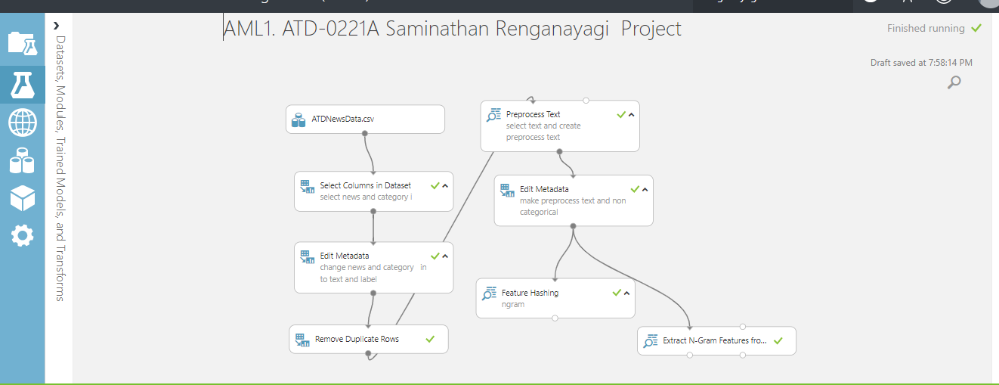 AML1. ATD-0221A Saminathan Renganayagi Project
Finished running
Draft saved at 7:58:14 PM
Datasets, Modules, Trained Models, and Transforms
ATDNewsData.csv
Select Columns in Dataset
select news and category i
Edit Metadata
change news and category in
to text and label
Remove Duplicate Rows
Preprocess Text
select text and create
preprocess text
Edit Metadata
make preprocess text and non
categorical
Feature Hashing
ngram
Extract N-Gram Features fro...